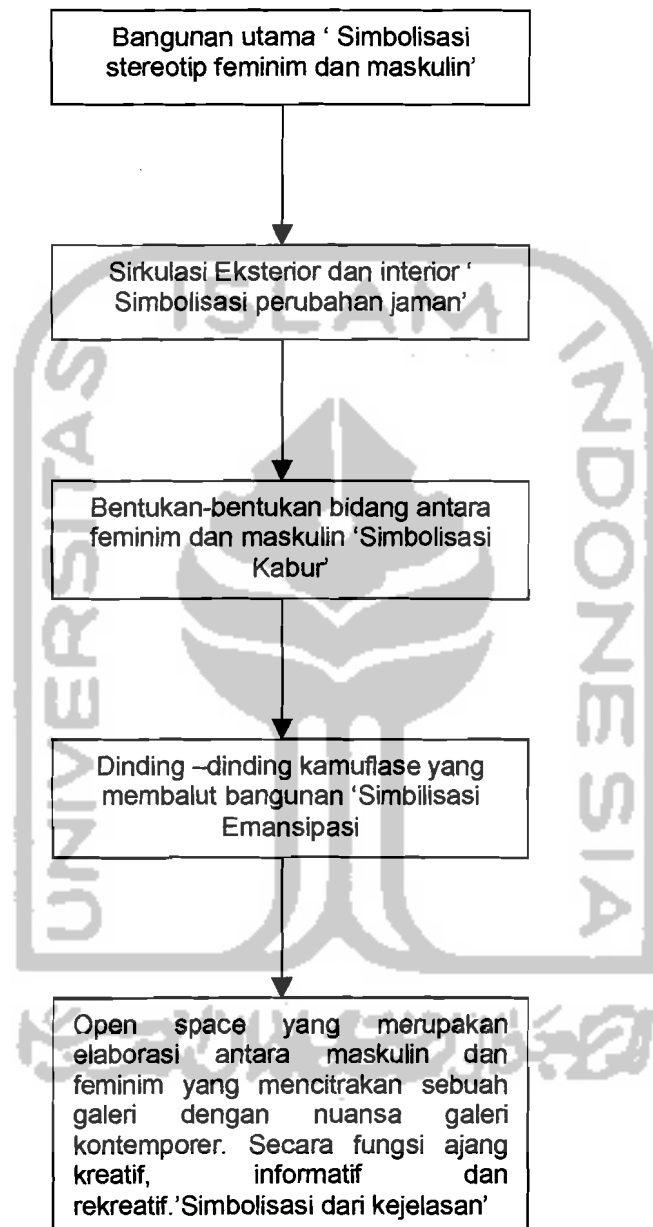 Bangunan utama ‘ Simbolisasi
stereotip feminim dan maskulin’
Sirkulasi Eksterior dan interior ‘
Simbolisasi perubahan jaman’
Bentukan-bentukan bidang antara
feminim dan maskulin ‘Simbolisasi
Kabur’
Dinding –dinding kamuflase yang
membalut bangunan ‘Simbilisasi
Emansipasi
Open space yang merupakan
elaborasi antara maskulin dan
feminim yang mencitrakan sebuah
galeri dengan nuansa galeri
kontemporer. Secara fungsi ajang
kreatif, informatif dan
rekreatif.’Simbolisasi dari kejelasan’
UNIVERSITAS
ISLAM
INDONESIA